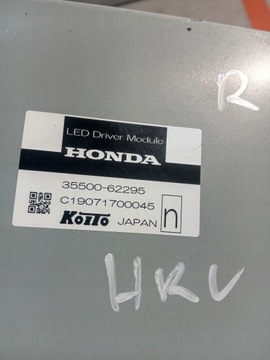 R
LED Driver Module
HONDA
35500-62295
C19071700045
KOITO JAPAN n
HRV